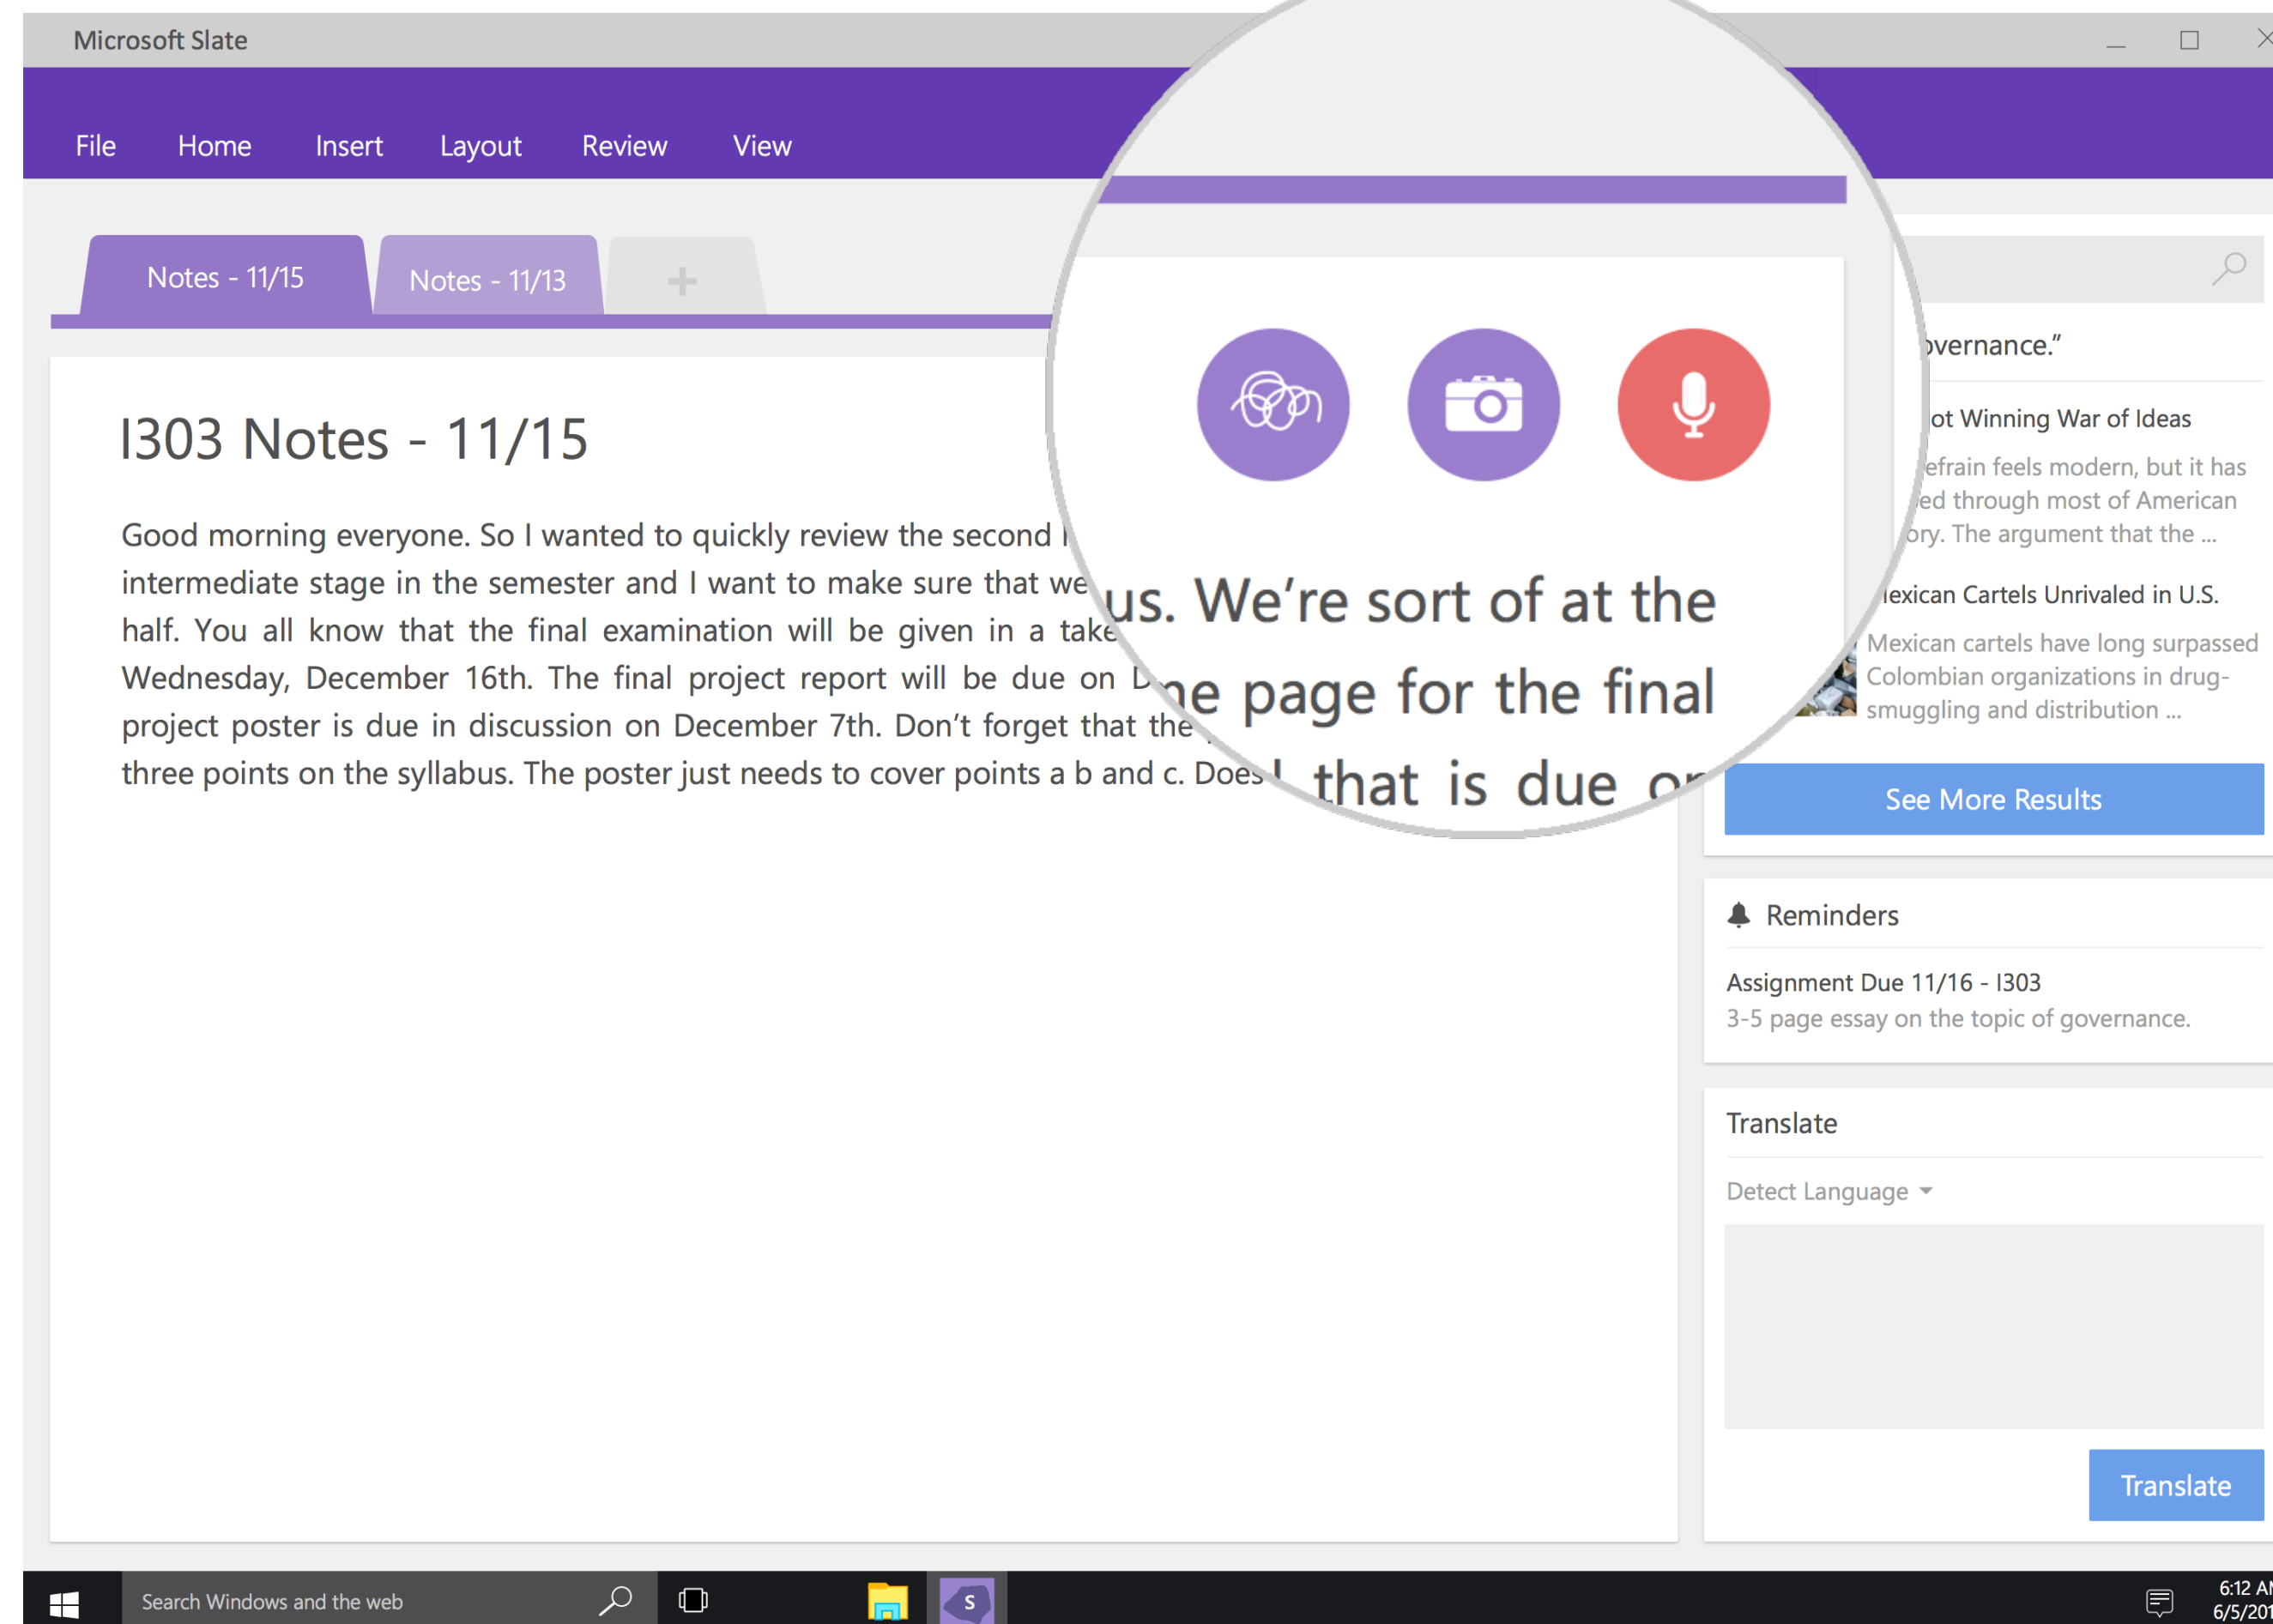 Microsoft Slate
File Home Insert Layout Review View
Notes - 11/15 Notes - 11/13 +
I303 Notes - 11/15
Good morning everyone. So I wanted to quickly review the second
intermediate stage in the semester and I want to make sure that we
half. You all know that the final examination will be given in a take
Wednesday, December 16th. The final project report will be due on
project poster is due in discussion on December 7th. Don't forget that the
three points on the syllabus. The poster just needs to cover points a b and c. Does
us. We're sort of at the
page for the final
that is due
overnance."
ot Winning War of Ideas
efrain feels modern, but it has
ed through most of American
ory. The argument that the ...
exican Cartels Unrivaled in U.S.
Mexican cartels have long surpassed
Colombian organizations in drug-
smuggling and distribution ...
See More Results
Reminders
Assignment Due 11/16 - I303
3-5 page essay on the topic of governance.
Translate
Detect Language
Translate
Search Windows and the web
S
6:12 AM
6/5/201